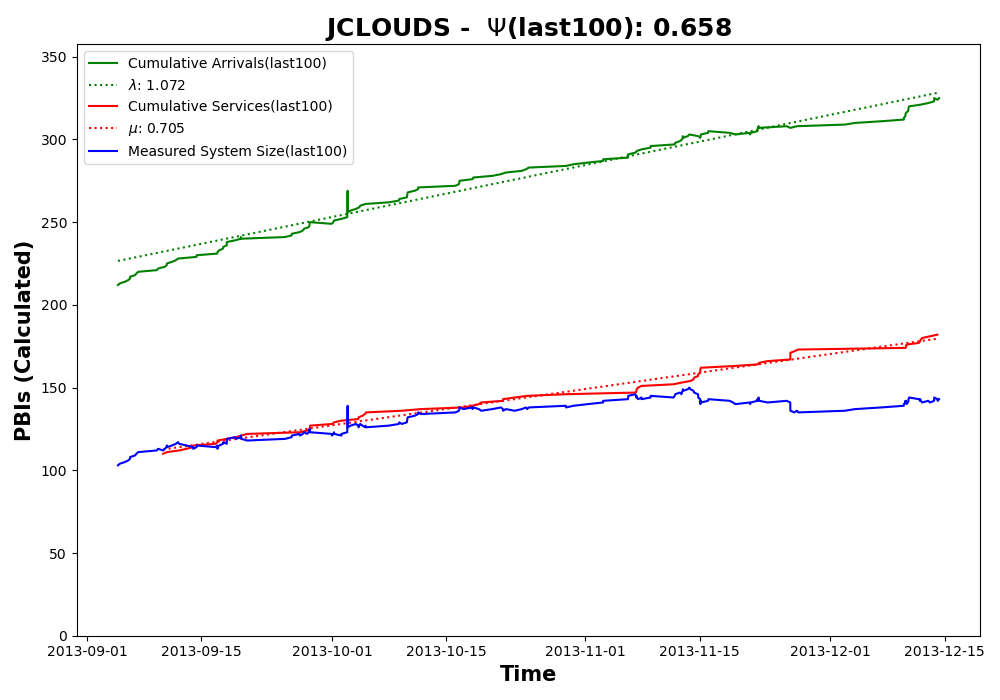 JCLOUDS - Ψ(last100): 0.658
Cumulative Arrivals(last100)
λ: 1.072
Cumulative Services(last100)
μ: 0.705
Measured System Size(last100)
PBIs (Calculated)
350
300
250
200
150
100
50
0
2013-09-01 2013-09-15 2013-10-01 2013-10-15 2013-11-01 2013-11-15 2013-12-01 2013-12-15
Time